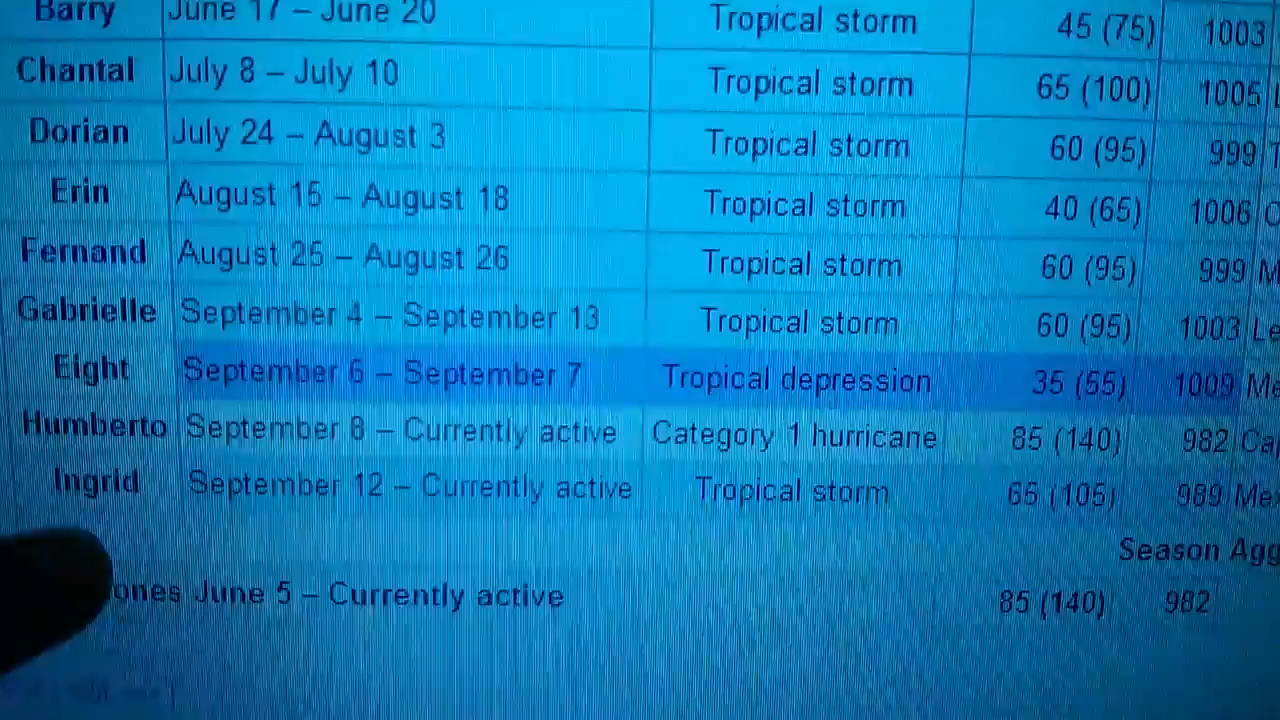 Barry June 17 – June 20 Tropical storm 45 (75) 1003
Chantal July 8 – July 10 Tropical storm 65 (100) 1005
Dorian July 24 – August 3 Tropical storm 60 (95) 999
Erin August 15 – August 18 Tropical storm 40 (65) 1006
Fernand August 25 – August 26 Tropical storm 60 (95) 999 M
Gabrielle September 4 – September 13 Tropical storm 60 (95) 1003 Le
Eight September 6 – September 7 Tropical depression 35 (55) 1009 Me
Humberto September 8 – Currently active Category 1 hurricane 85 (140) 982 Ca
Ingrid September 12 – Currently active Tropical storm 65 (105) 989 Me
Season Agg
ones June 5 – Currently active 85 (140) 982